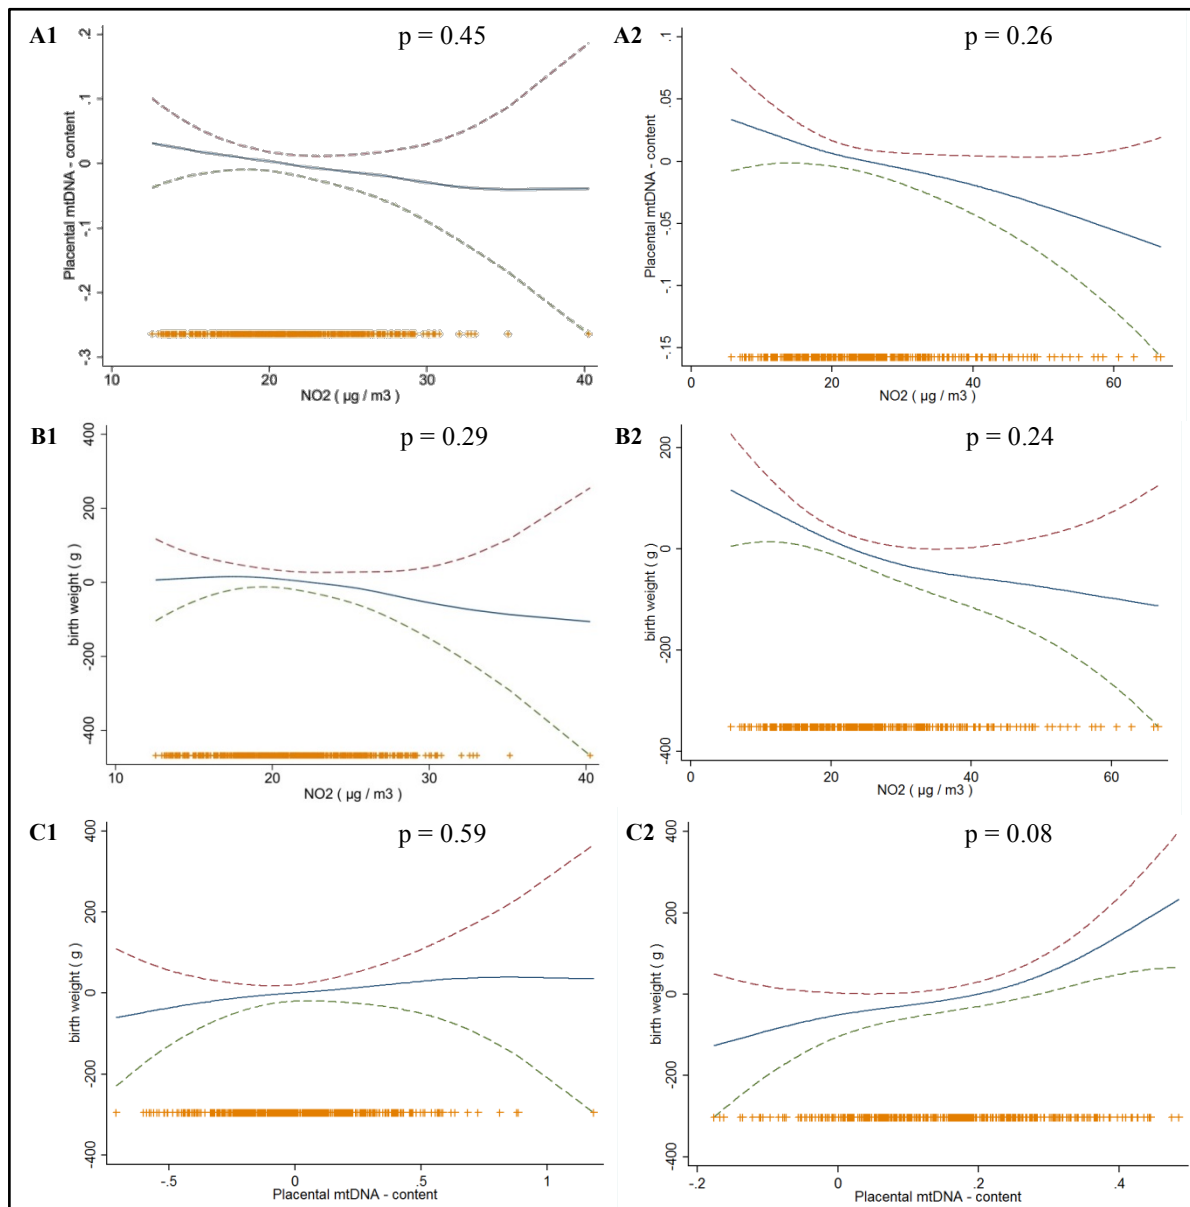 A1
p = 0.45
Placental mtDNA - content
.2
.1
0
-.1
-.2
-.3
10
20
30
40
NO2 ( µg / m3 )
A2
p = 0.26
Placental mtDNA - content
.1
.05
0
-.05
-.1
-.15
0
20
40
60
NO2 ( µg / m3 )
B1
p = 0.29
birth weight ( g )
400
200
0
-200
-400
10
20
30
40
NO2 ( µg / m3 )
B2
p = 0.24
birth weight ( g )
200
0
-200
-400
0
20
40
60
NO2 ( µg / m3 )
C1
p = 0.59
birth weight ( g )
400
200
0
-200
-400
-.5
0
.5
1
Placental mtDNA - content
C2
p = 0.08
birth weight ( g )
400
200
0
-200
-400
-.2
0
.2
.4
Placental mtDNA - content